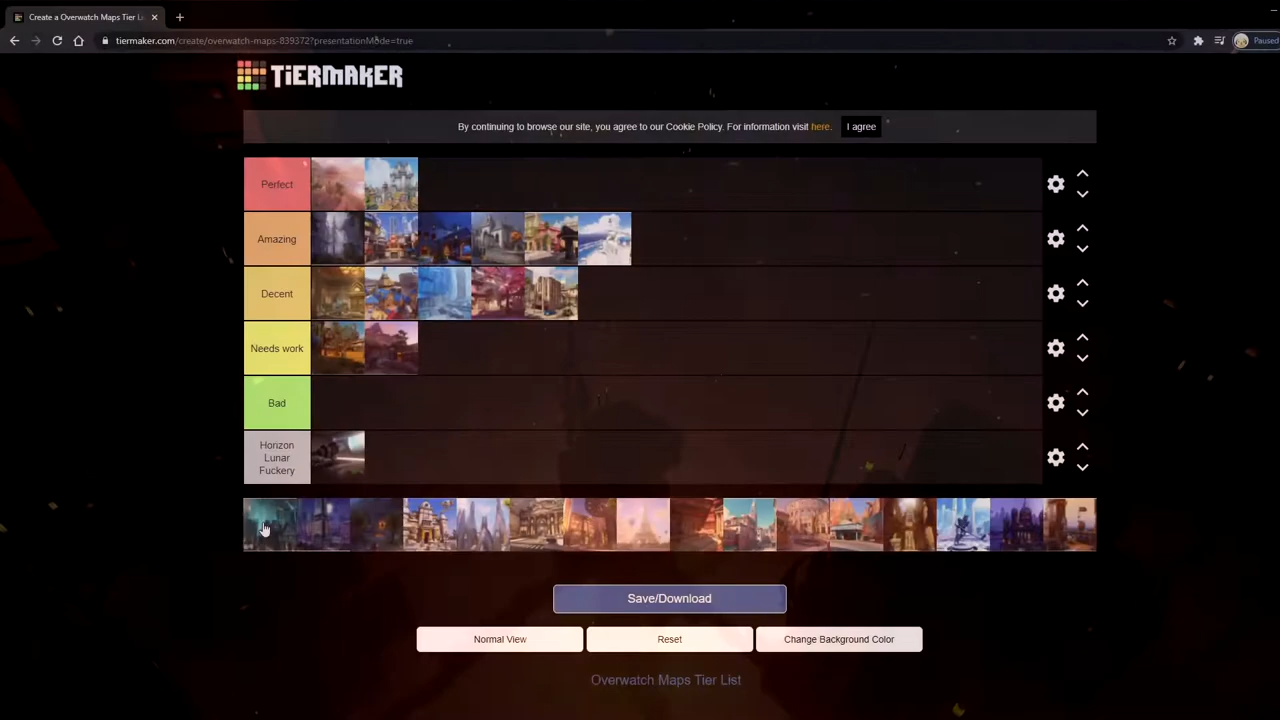 Create a Overwatch Maps Tier Li
tiermaker.com/create/overwatch-maps-839372?presentationMode=true
Paused
TiERMAKER
By continuing to browse our site, you agree to our Cookie Policy. For information visit here. I agree
Perfect
Amazing
Decent
Needs work
Bad
Horizon
Lunar
Fuckery
Save/Download
Normal View
Reset
Change Background Color
Overwatch Maps Tier List